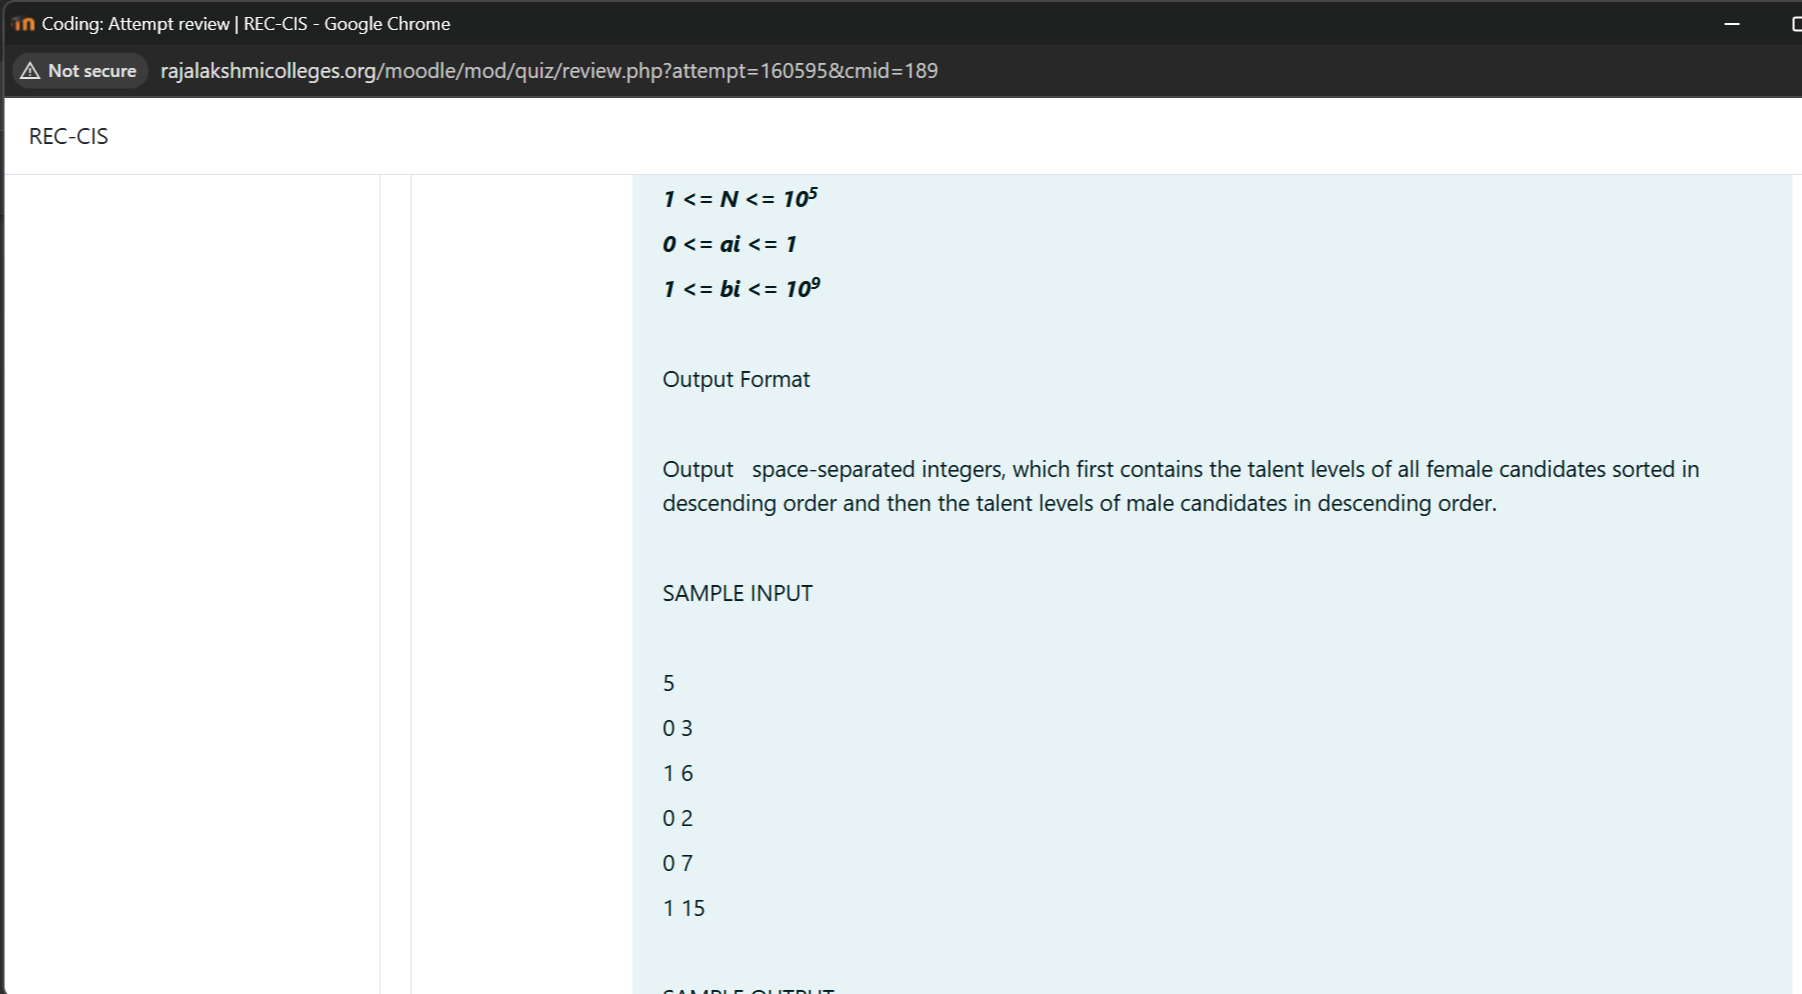 Coding: Attempt review | REC-CIS - Google Chrome
Not secure rajalakshmicolleges.org/moodle/mod/quiz/review.php?attempt=160595&cmid=189
REC-CIS
1 <= N <= 10⁵
0 <= ai <= 1
1 <= bi <= 10⁹
Output Format
Output space-separated integers, which first contains the talent levels of all female candidates sorted in
descending order and then the talent levels of male candidates in descending order.
SAMPLE INPUT
5
0 3
1 6
0 2
0 7
1 15
SAMPLE OUTPUT